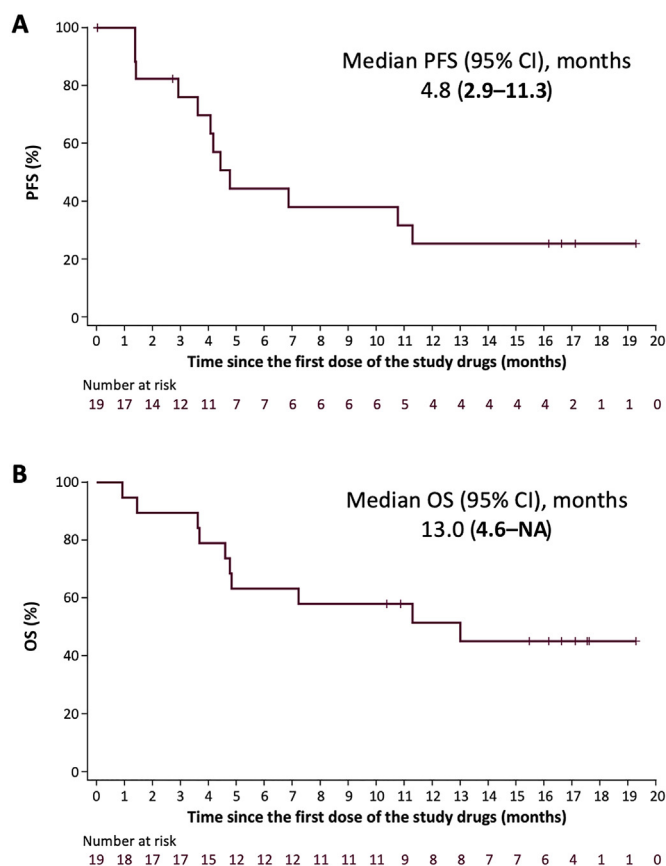 A
Median PFS (95% CI), months
4.8 (2.9–11.3)
PFS (%)
100
80
60
40
20
0
0 1 2 3 4 5 6 7 8 9 10 11 12 13 14 15 16 17 18 19 20
Time since the first dose of the study drugs (months)
Number at risk
19 17 14 12 11 7 7 6 6 6 6 5 4 4 4 4 4 2 1 1 0
B
Median OS (95% CI), months
13.0 (4.6–NA)
OS (%)
100
80
60
40
20
0
0 1 2 3 4 5 6 7 8 9 10 11 12 13 14 15 16 17 18 19 20
Time since the first dose of the study drugs (months)
Number at risk
19 18 17 17 15 12 12 12 11 11 11 9 8 8 7 7 6 4 1 1 0